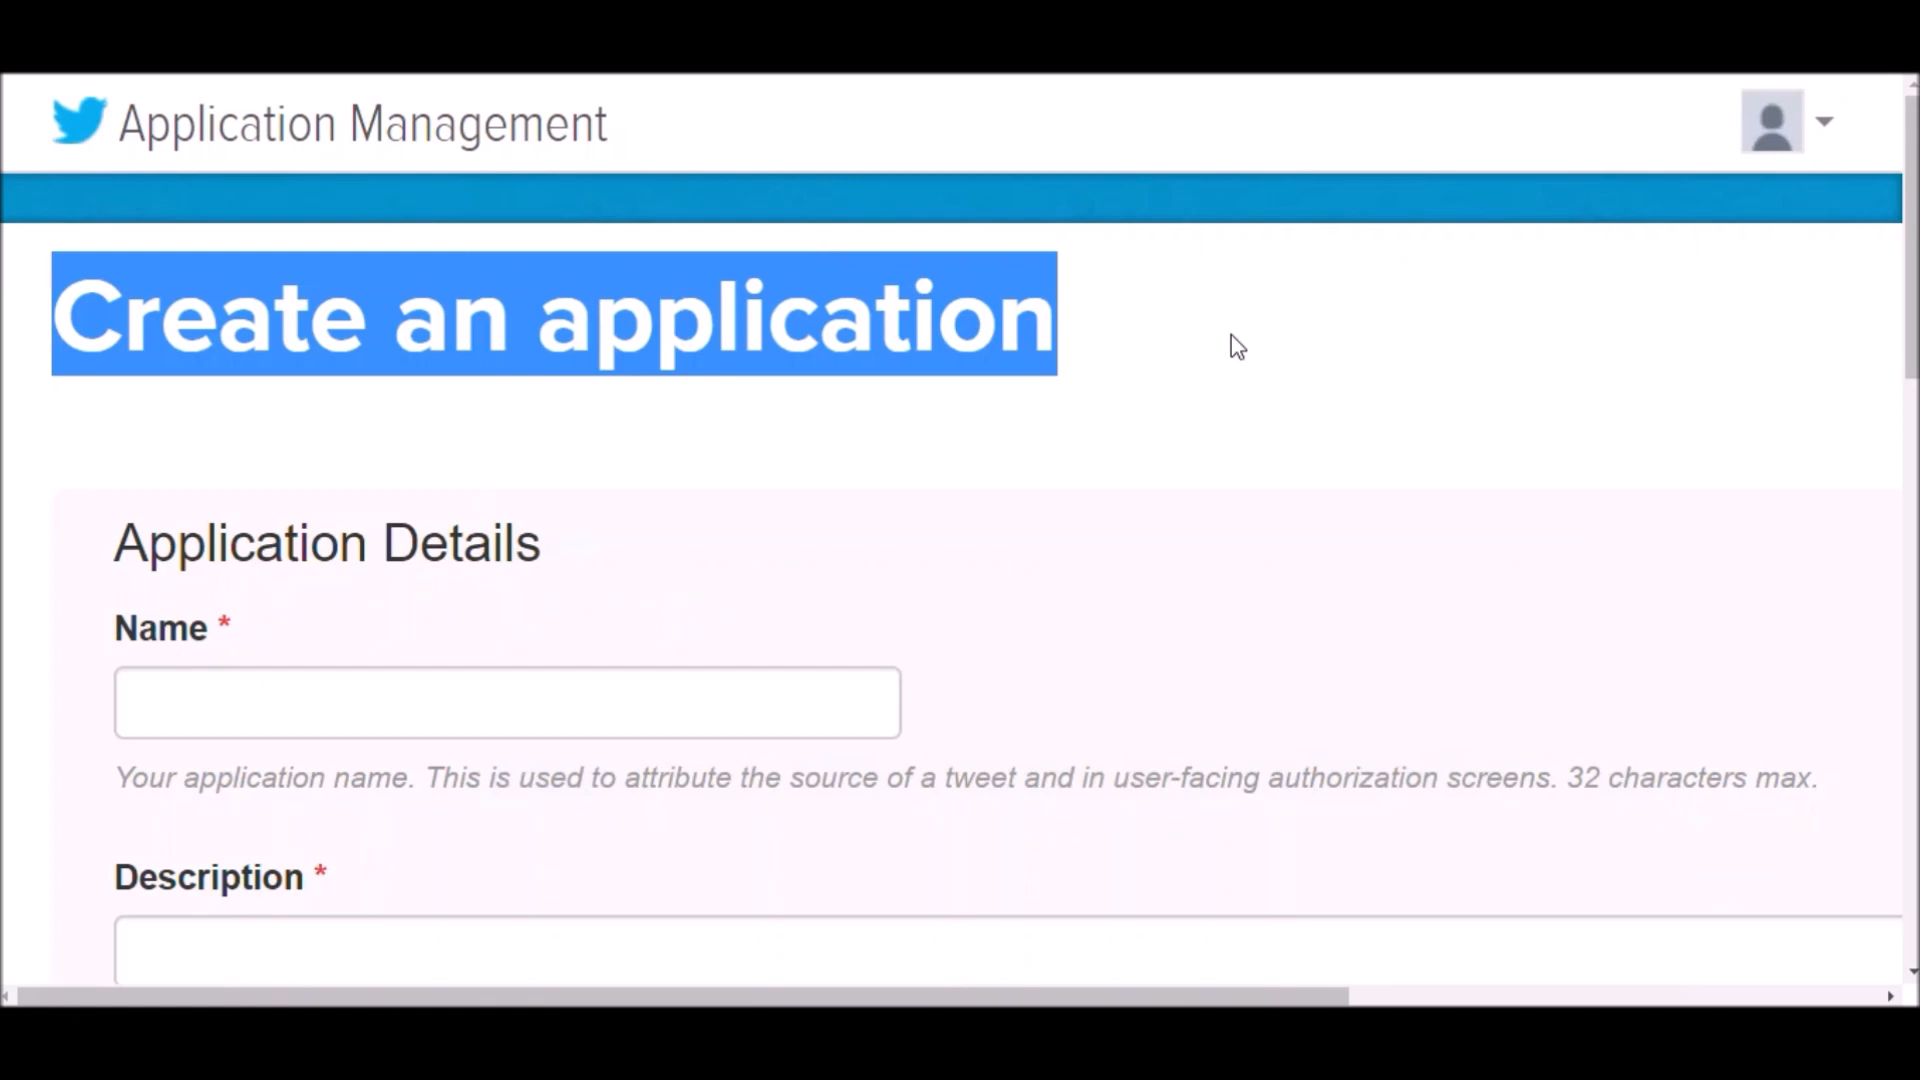 Application Management
Create an application
Application Details
Name *
Your application name. This is used to attribute the source of a tweet and in user-facing authorization screens. 32 characters max.
Description *